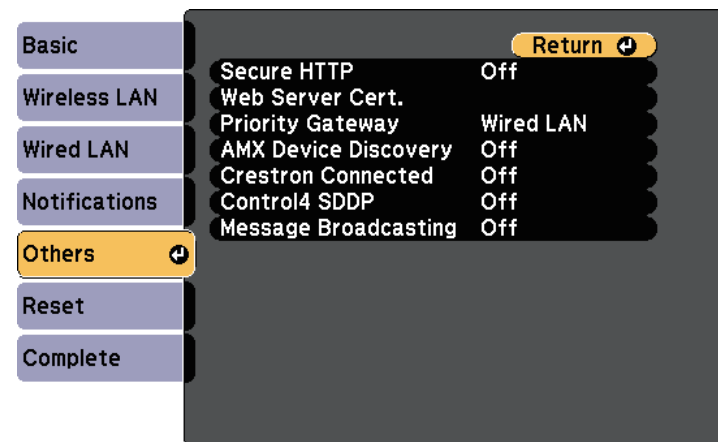 Basic
Wireless LAN
Wired LAN
Notifications
Others
Reset
Complete
Return
Secure HTTP Off
Web Server Cert.
Priority Gateway Wired LAN
AMX Device Discovery Off
Crestron Connected Off
Control4 SDDP Off
Message Broadcasting Off